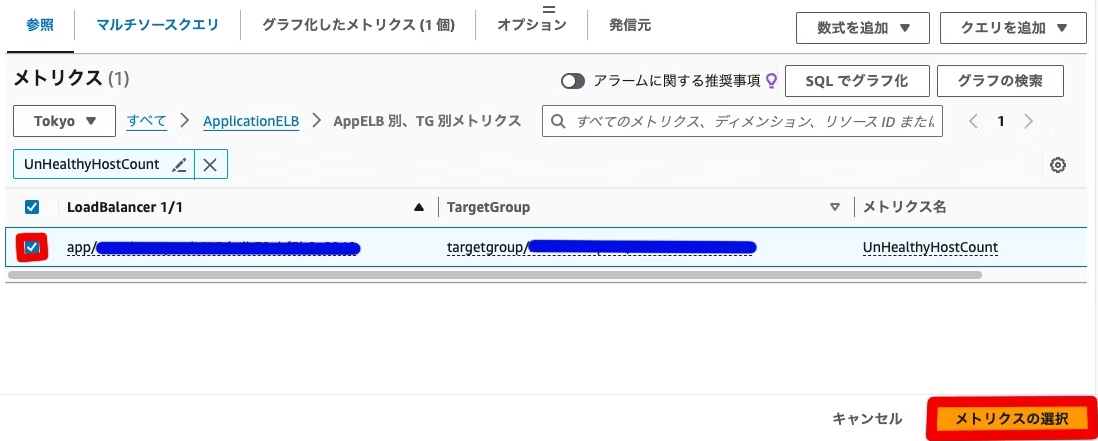 参照 マルチソースクエリ グラフ化したメトリクス (1 個) オプション 発信元 数式を追加 クエリを追加
メトリクス (1) アラームに関する推奨事項 SQL でグラフ化 グラフの検索
Tokyo すべて ApplicationELB AppELB 別、TG 別メトリクス すべてのメトリクス、ディメンション、リソース ID または 1
UnHealthyHostCount
LoadBalancer 1/1 TargetGroup メトリクス名
app/ targetgroup/ UnHealthyHostCount
キャンセル メトリクスの選択